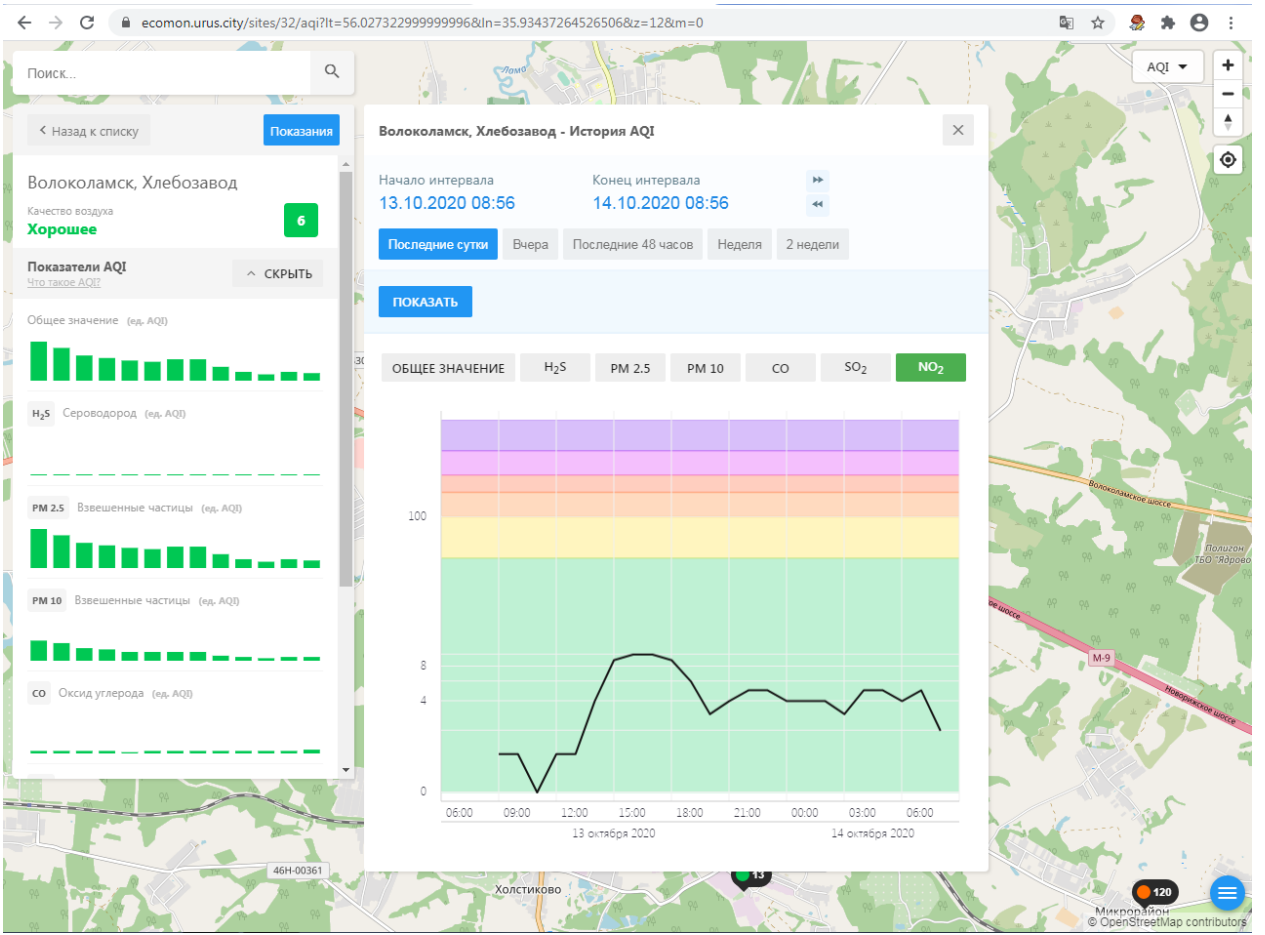 ecomon.urus.city/sites/32/aqi?lt=56.0273229999999996&ln=35.93437264526506&z=12&m=0
Поиск...
AQI
Назад к списку
Показания
Волоколамск, Хлебозавод
Качество воздуха
Хорошее
6
Показатели AQI
Что такое AQI?
СКРЫТЬ
Общее значение (ед. AQI)
H₂S Сероводород (ед. AQI)
PM 2.5 Взвешенные частицы (ед. AQI)
PM 10 Взвешенные частицы (ед. AQI)
CO Оксид углерода (ед. AQI)
Волоколамск, Хлебозавод - История AQI
Начало интервала
13.10.2020 08:56
Конец интервала
14.10.2020 08:56
Последние сутки Вчера Последние 48 часов Неделя 2 недели
ПОКАЗАТЬ
ОБЩЕЕ ЗНАЧЕНИЕ H₂S PM 2.5 PM 10 CO SO₂ NO₂
100
8
4
0
06:00 09:00 12:00 15:00 18:00 21:00 00:00 03:00 06:00
13 октября 2020 14 октября 2020
Лома
Волоколамское шоссе
Полигон
ТБО "Ядрово
ое шоссе
М-9
Новорижское шоссе
46Н-00361
Холстиково
13
120
Микрорайон
© OpenStreetMap contributors